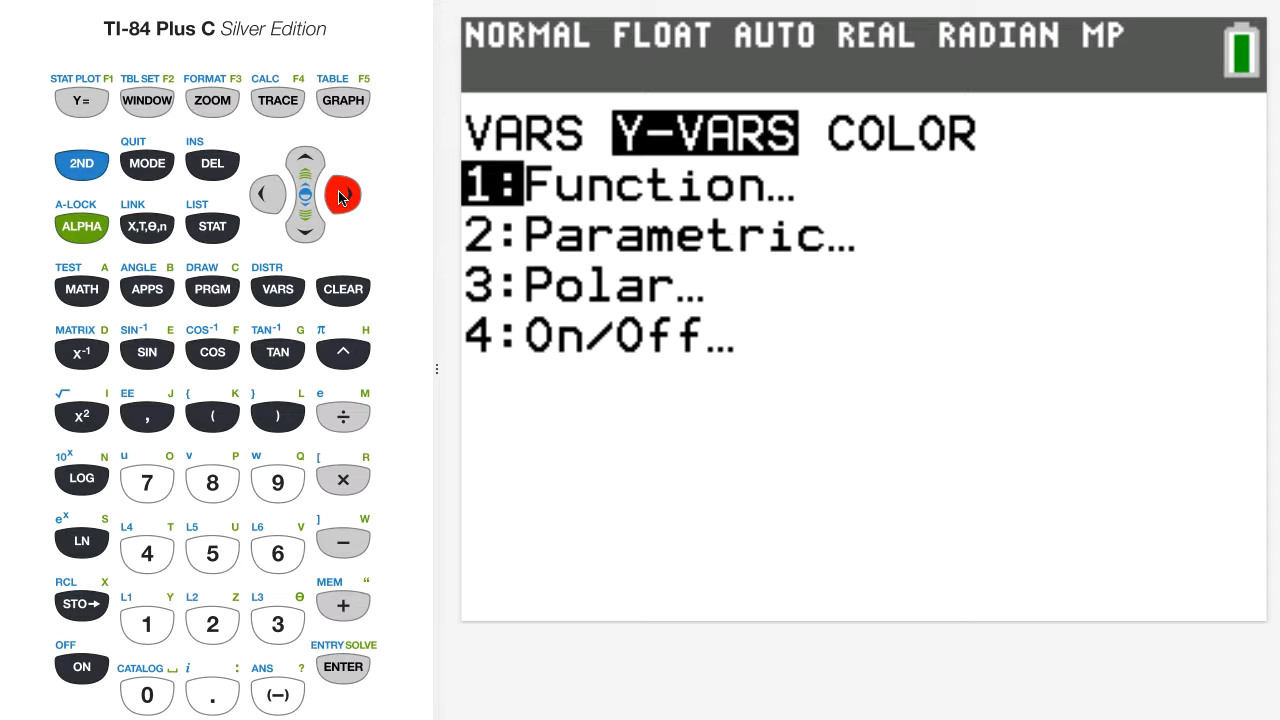 TI-84 Plus C Silver Edition
STAT PLOT F1 TBL SET F2 FORMAT F3 CALC F4 TABLE F5
Y= WINDOW ZOOM TRACE GRAPH
QUIT INS
2ND MODE DEL
A-LOCK LINK LIST
ALPHA X,T,Θ,n STAT
TEST A ANGLE B DRAW C DISTR
MATH APPS PRGM VARS CLEAR
MATRIX D SIN-1 E COS-1 F TAN-1 G π H
X-1 SIN COS TAN ^
√ I EE J { K } L e M
X² , ( ) ÷
10x N u O v P w Q [ R
LOG 7 8 9 ×
ex S L4 T L5 U L6 V ] W
LN 4 5 6 −
RCL X L1 Y L2 Z L3 Θ MEM “
STO→ 1 2 3 +
OFF CATALOG ⎵ i : ANS ? ENTRY SOLVE
ON 0 . (−) ENTER
NORMAL FLOAT AUTO REAL RADIAN MP
VARS Y-VARS COLOR
1:Function…
2:Parametric…
3:Polar…
4:On/Off…